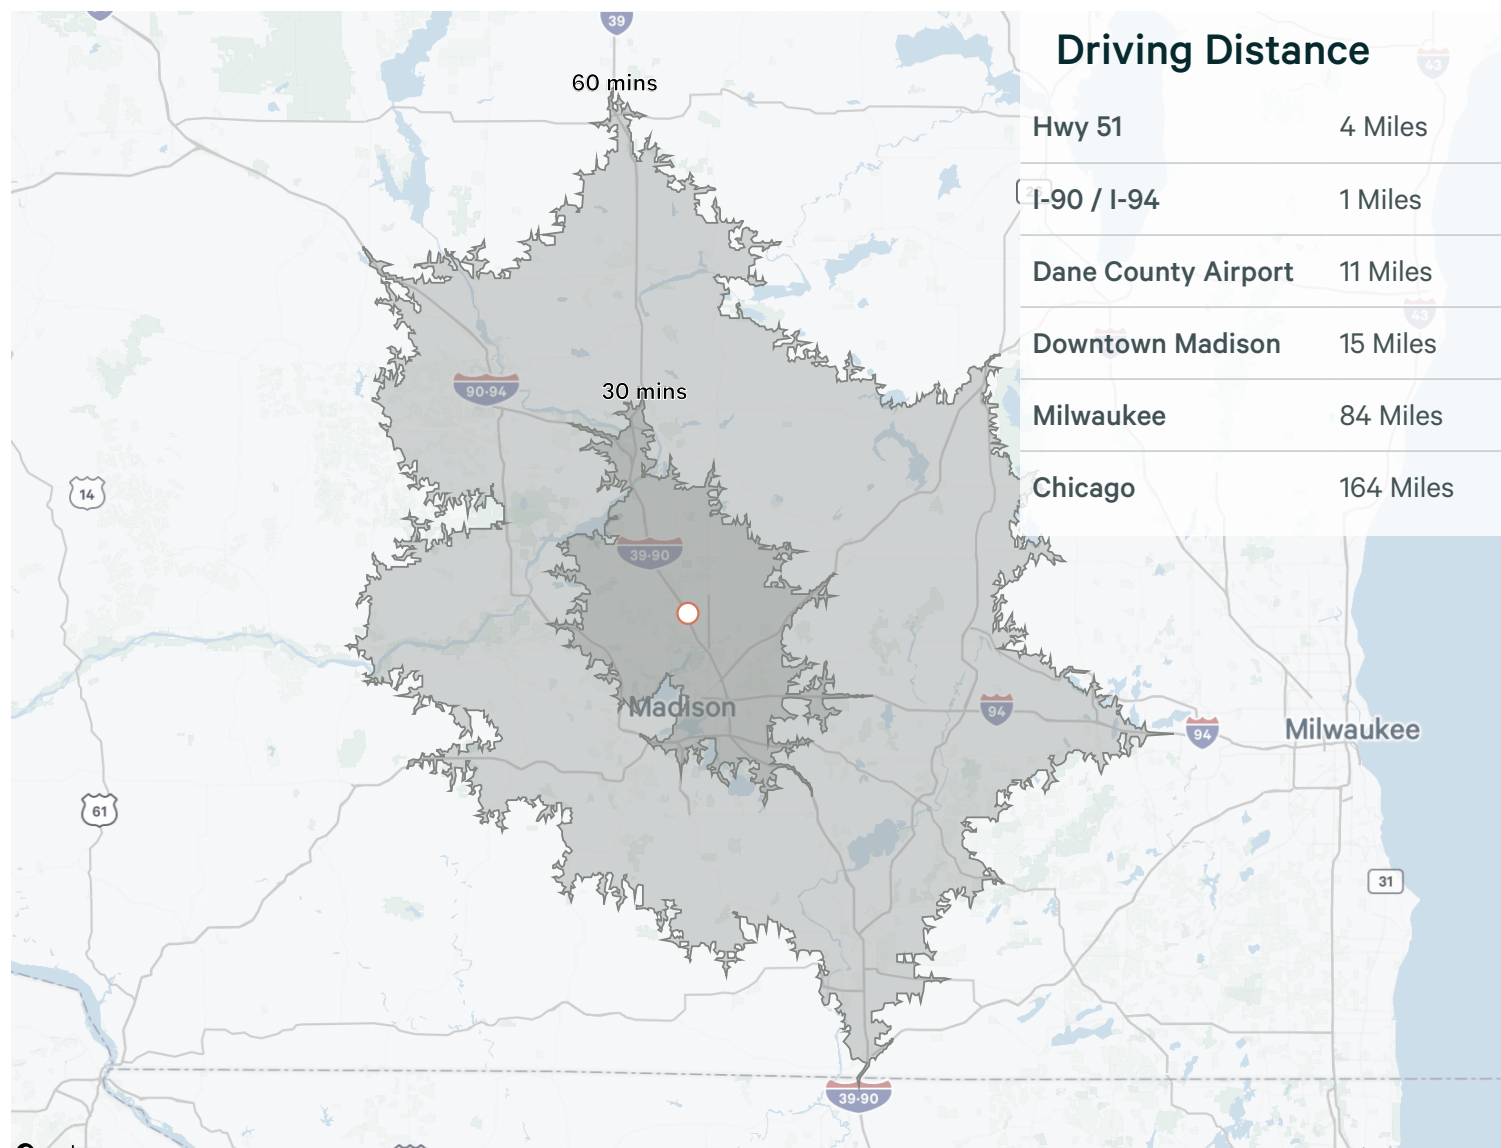 39
60 mins
Driving Distance
43
Hwy 51 4 Miles
I-90 / I-94 1 Miles
Dane County Airport 11 Miles
43
Downtown Madison 15 Miles
30 mins
90-94
Milwaukee 84 Miles
Chicago 164 Miles
14
39-90
Madison
94
94
Milwaukee
61
31
39-90